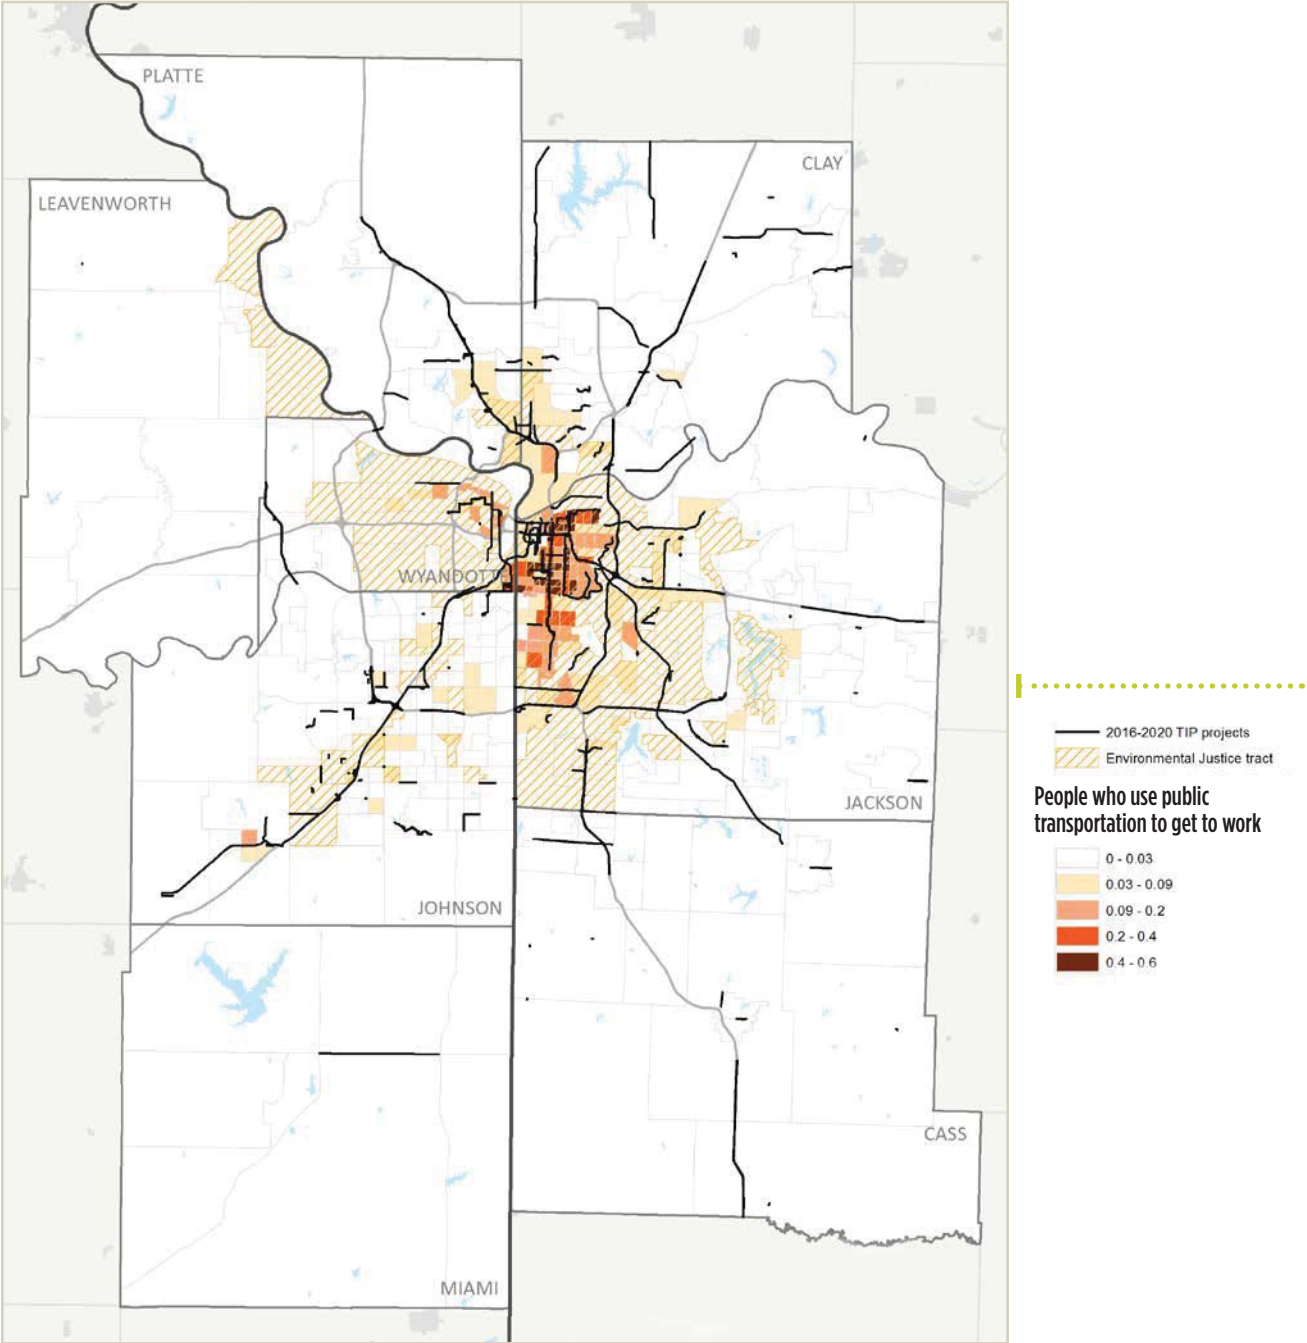 PLATTE
CLAY
LEAVENWORTH
WYANDOTTE
2016-2020 TIP projects
Environmental Justice tract
People who use public
transportation to get to work
0 - 0.03
0.03 - 0.09
0.09 - 0.2
0.2 - 0.4
0.4 - 0.6
JACKSON
JOHNSON
CASS
MIAMI